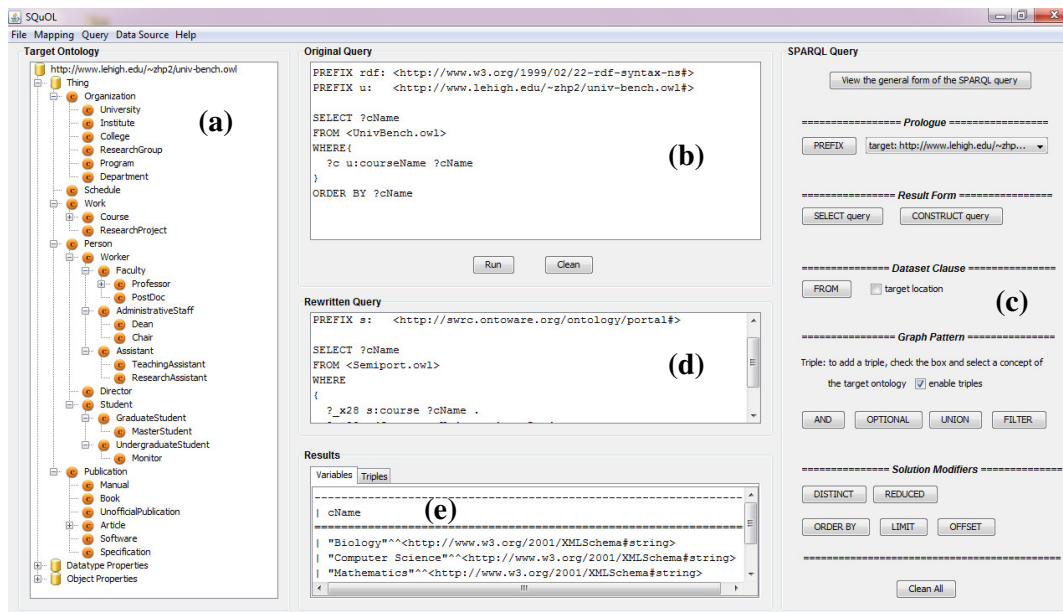 SQuOL
File Mapping Query Data Source Help
Target Ontology
http://www.lehigh.edu/~zhp2/univ-bench.owl
Thing
Organization
University
Institute
College
ResearchGroup
Program
Department
Schedule
Work
Course
ResearchProject
Person
Worker
Faculty
Professor
PostDoc
AdministrativeStaff
Dean
Chair
Assistant
TeachingAssistant
ResearchAssistant
Director
Student
GraduateStudent
MasterStudent
UndergraduateStudent
Monitor
Publication
Manual
Book
UnofficialPublication
Article
Software
Specification
Datatype Properties
Object Properties
(a)
Original Query
PREFIX rdf: <http://www.w3.org/1999/02/22-rdf-syntax-ns#>
PREFIX u: <http://www.lehigh.edu/~zhp2/univ-bench.owl#>
SELECT ?cName
FROM <UnivBench.owl>
WHERE{
?c u:courseName ?cName
}
ORDER BY ?cName
(b)
Run Clean
Rewritten Query
PREFIX s: <http://swrc.ontoware.org/ontology/portal#>
SELECT ?cName
FROM <Semiport.owl>
WHERE
{
?_x28 s:course ?cName .
(d)
Results
Variables Triples
(e)
| cName
| "Biology"^^<http://www.w3.org/2001/XMLSchema#string>
| "Computer Science"^^<http://www.w3.org/2001/XMLSchema#string>
| "Mathematics"^^<http://www.w3.org/2001/XMLSchema#string>
SPARQL Query
View the general form of the SPARQL query
================= Prologue =================
PREFIX target: http://www.lehigh.edu/~zhp...
================ Result Form ================
SELECT query CONSTRUCT query
=============== Dataset Clause ===============
FROM target location
(c)
================ Graph Pattern ================
Triple: to add a triple, check the box and select a concept of
the target ontology enable triples
AND OPTIONAL UNION FILTER
=============== Solution Modifiers ===============
DISTINCT REDUCED
ORDER BY LIMIT OFFSET
Clean All